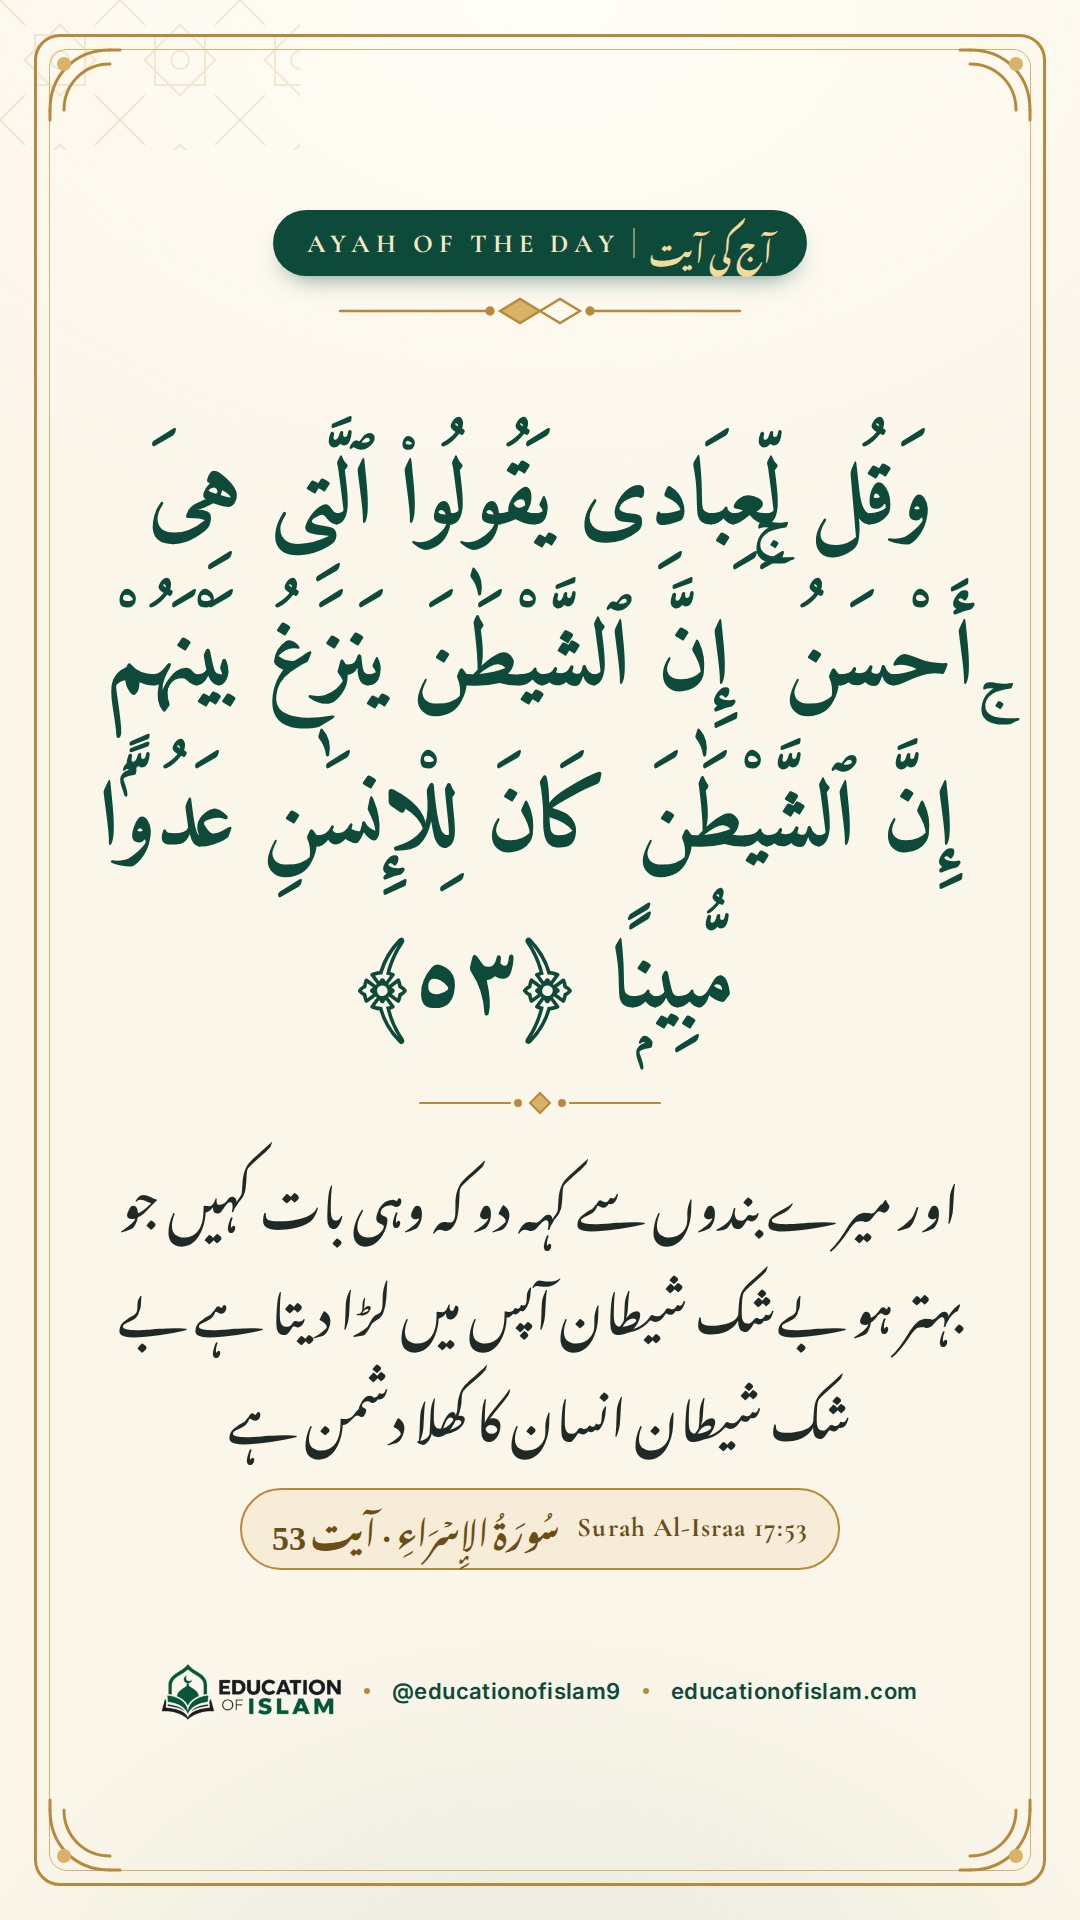 AYAH OF THE DAY | آج کی آیت
وَقُل لِّعِبَادِى يَقُولُوا۟ ٱلَّتِى هِىَ
أَحْسَنُ ۚ إِنَّ ٱلشَّيْطَـٰنَ يَنزَغُ بَيْنَهُمْ ۚ
إِنَّ ٱلشَّيْطَـٰنَ كَانَ لِلْإِنسَـٰنِ عَدُوًّۭا
مُّبِينًۭا ﴿٥٣﴾
اور میرے بندوں سے کہہ دو کہ وہی بات کہیں جو
بہتر ہو بے شک شیطان آپس میں لڑا دیتا ہے بے
شک شیطان انسان کا کھلا دشمن ہے
سُورَةُ الإِسۡرَاءِ · آیت 53 Surah Al-Israa 17:53
EDUCATION OF ISLAM • @educationofislam9 • educationofislam.com